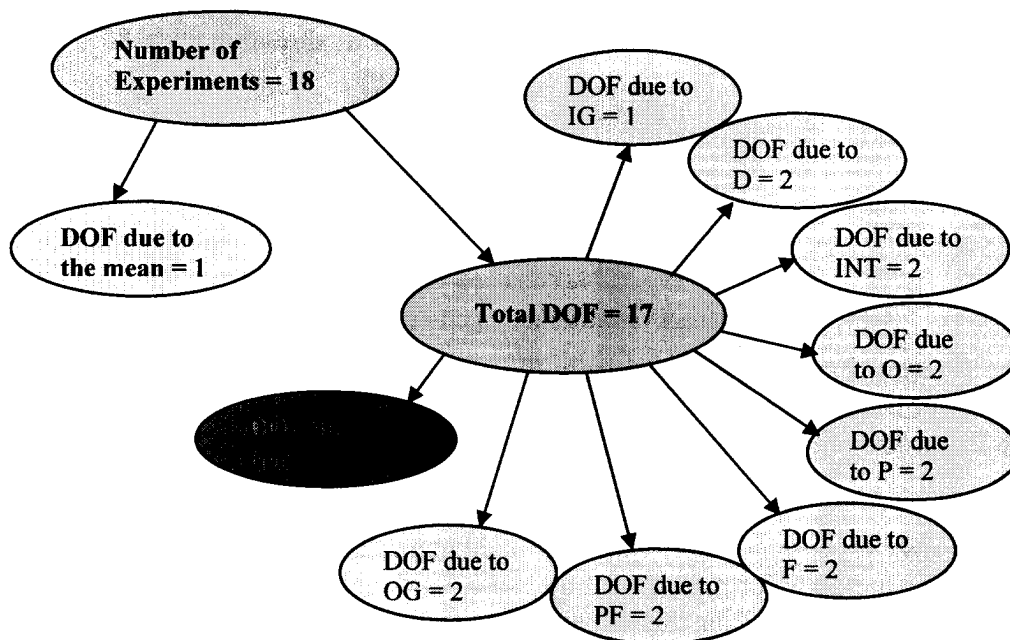 Number of
Experiments = 18
DOF due to
IG = 1
DOF due to
D = 2
DOF due to
the mean = 1
DOF due to
INT = 2
Total DOF = 17
DOF due
to O = 2
DOF due
to P = 2
DOF due to
F = 2
DOF due to
OG = 2
DOF due to
PF = 2